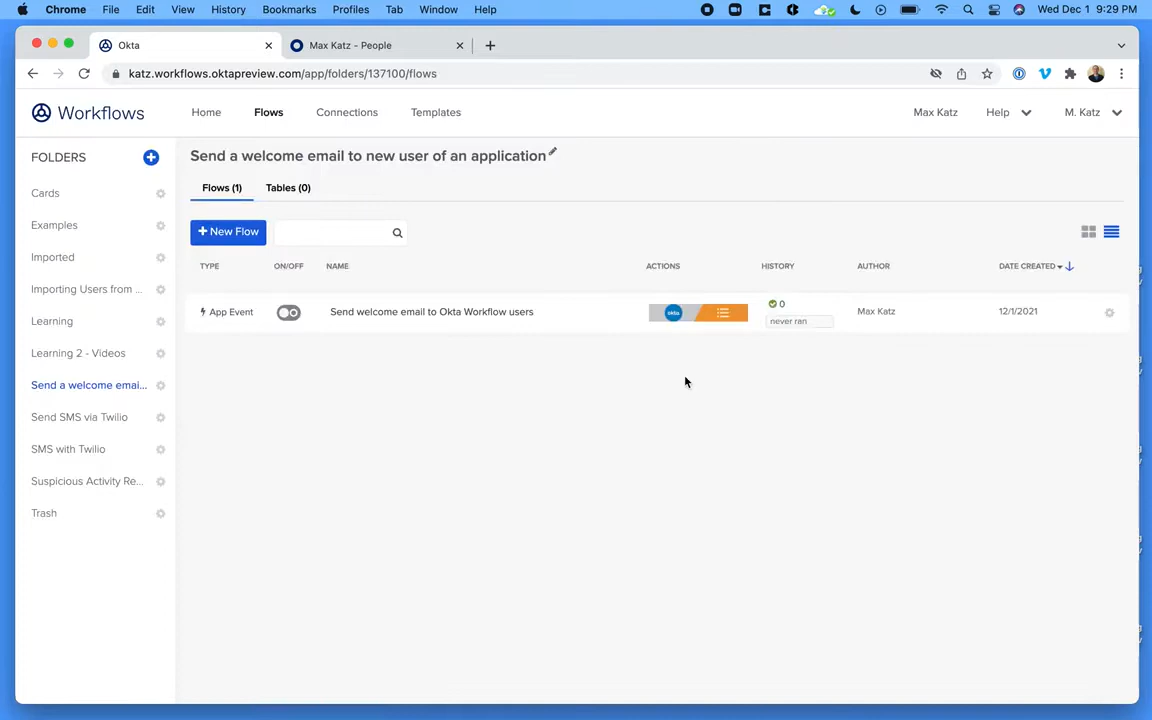 Chrome File Edit View History Bookmarks Profiles Tab Window Help Wed Dec 1 9:29 PM
Okta Max Katz - People
katz.workflows.oktapreview.com/app/folders/137100/flows
Workflows Home Flows Connections Templates Max Katz Help M. Katz
FOLDERS
Cards
Examples
Imported
Importing Users from ...
Learning
Learning 2 - Videos
Send a welcome emai...
Send SMS via Twilio
SMS with Twilio
Suspicious Activity Re...
Trash
Send a welcome email to new user of an application
Flows (1) Tables (0)
+ New Flow
TYPE ON/OFF NAME ACTIONS HISTORY AUTHOR DATE CREATED
App Event Send welcome email to Okta Workflow users okta 0 Max Katz 12/1/2021
never ran